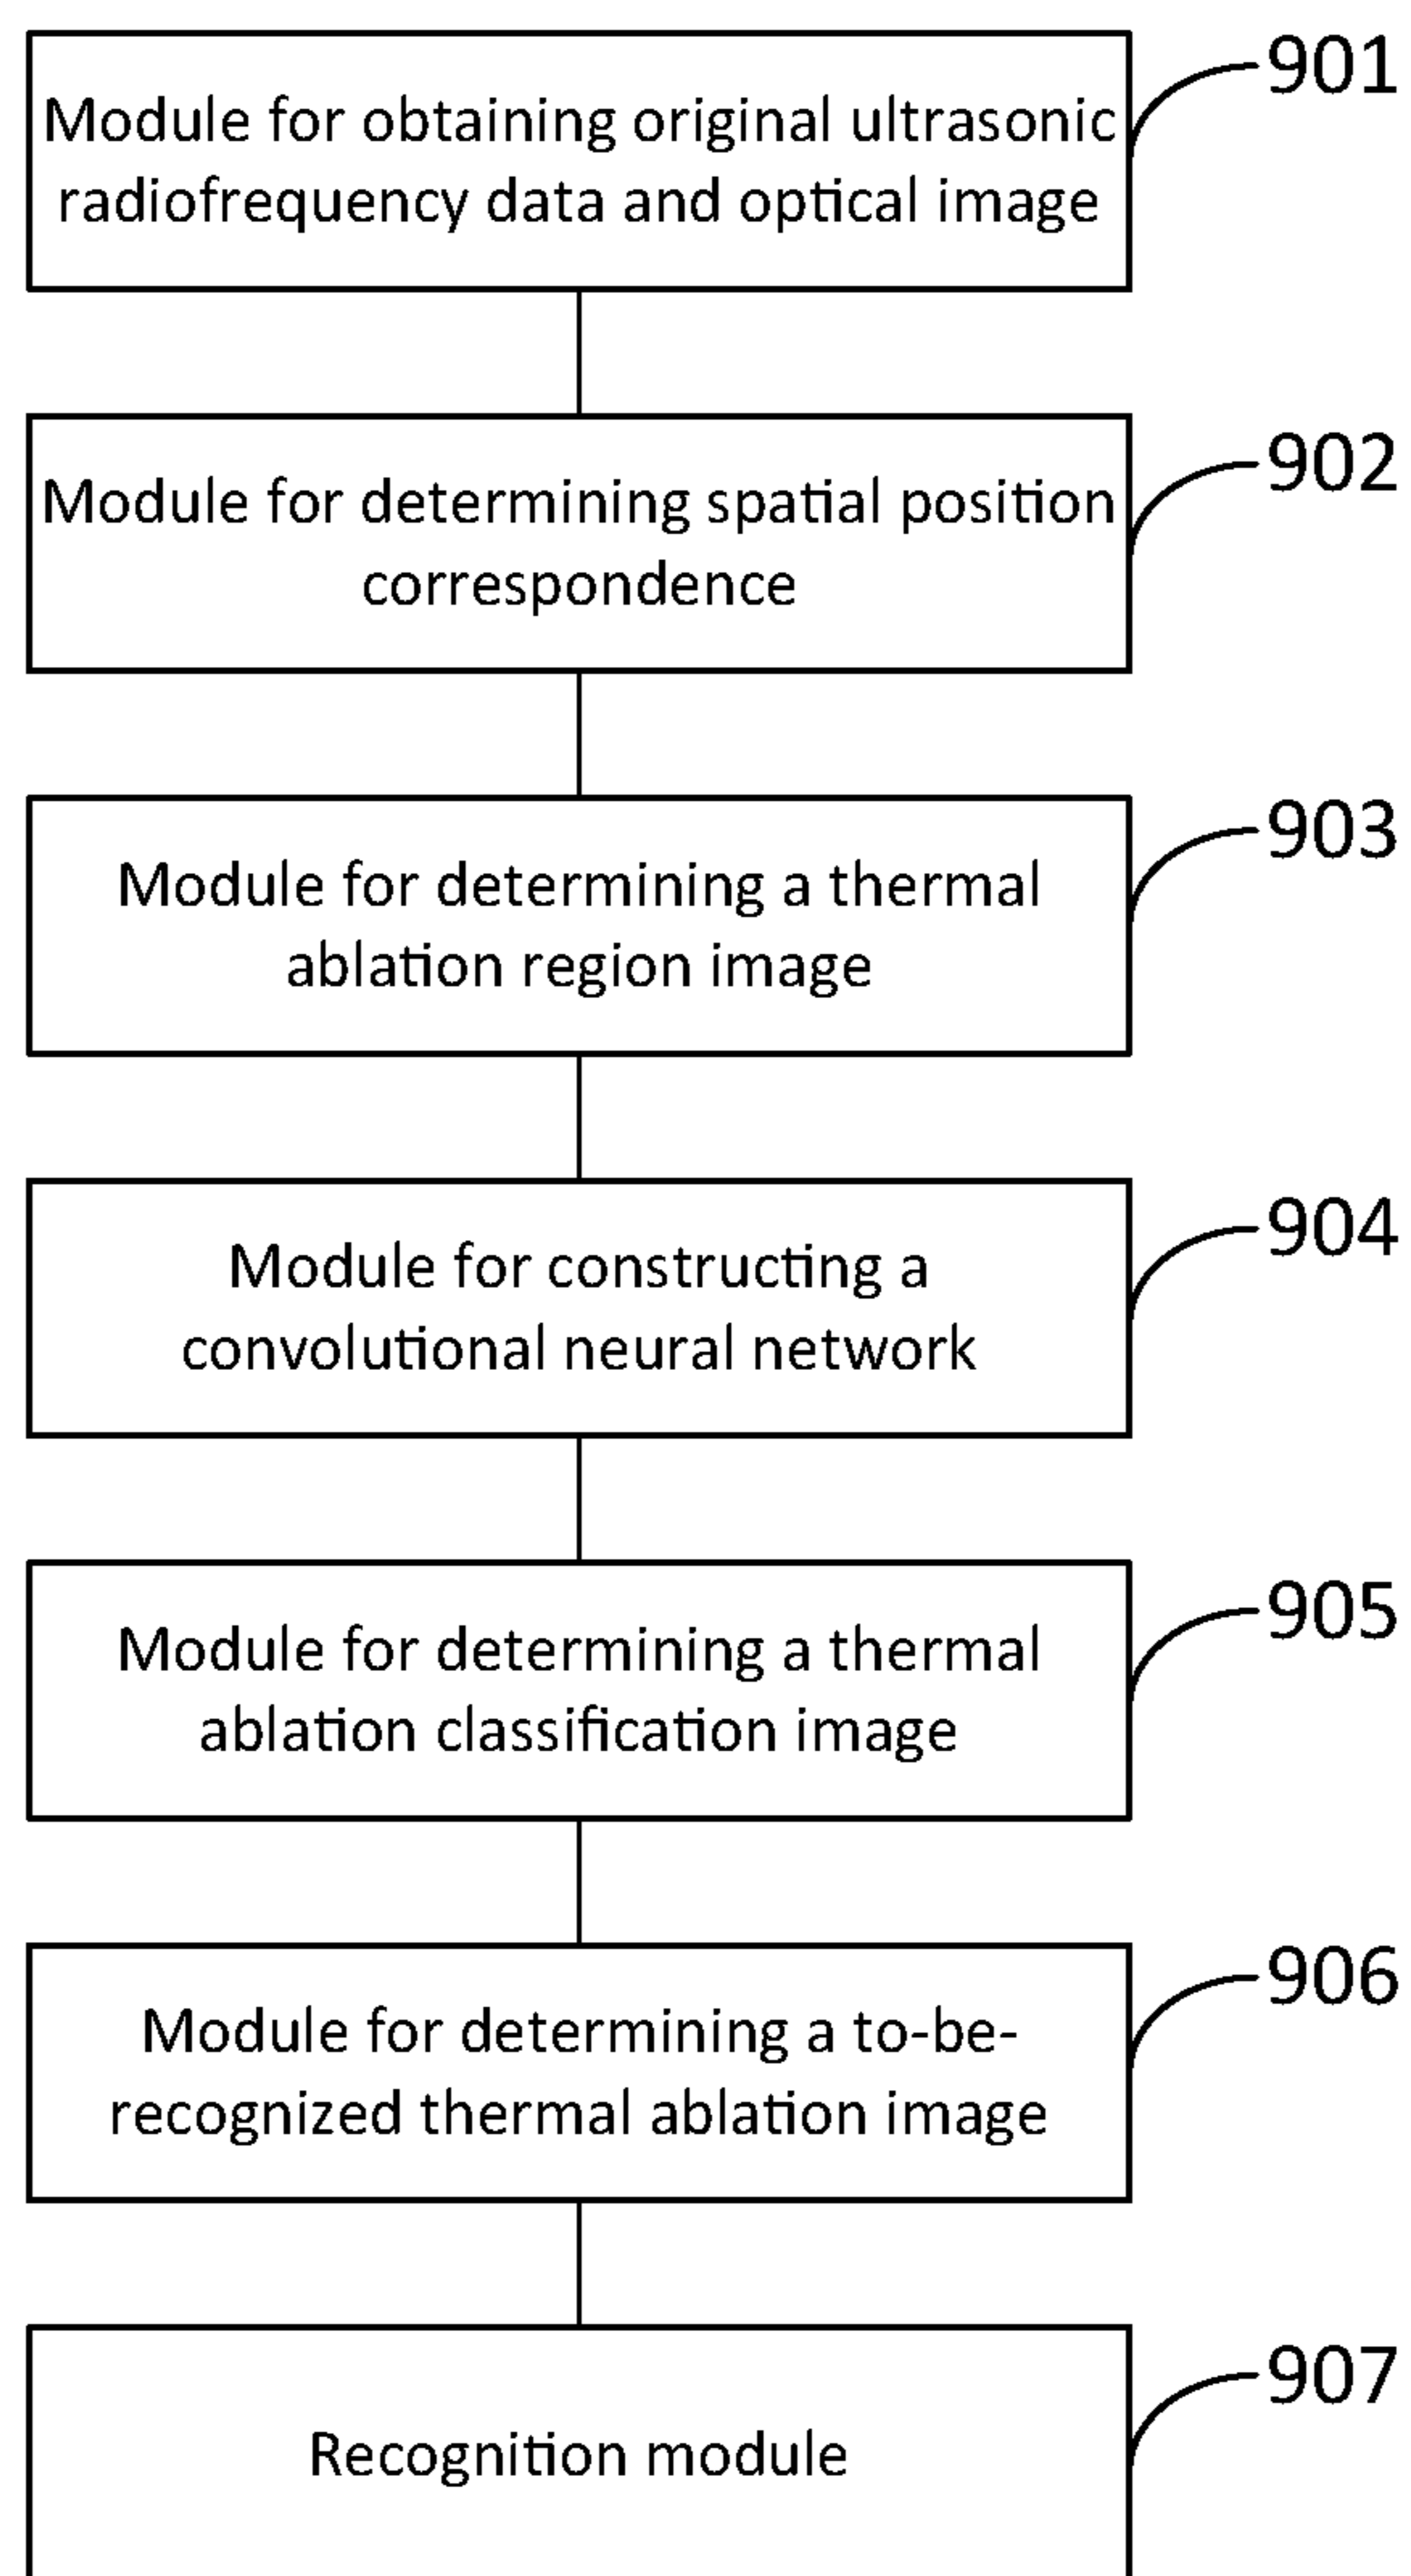 Module for obtaining original ultrasonic
radiofrequency data and optical image
901
Module for determining spatial position
correspondence
902
Module for determining a thermal
ablation region image
903
Module for constructing a
convolutional neural network
904
Module for determining a thermal
ablation classification image
905
Module for determining a to-be-
recognized thermal ablation image
906
Recognition module
907